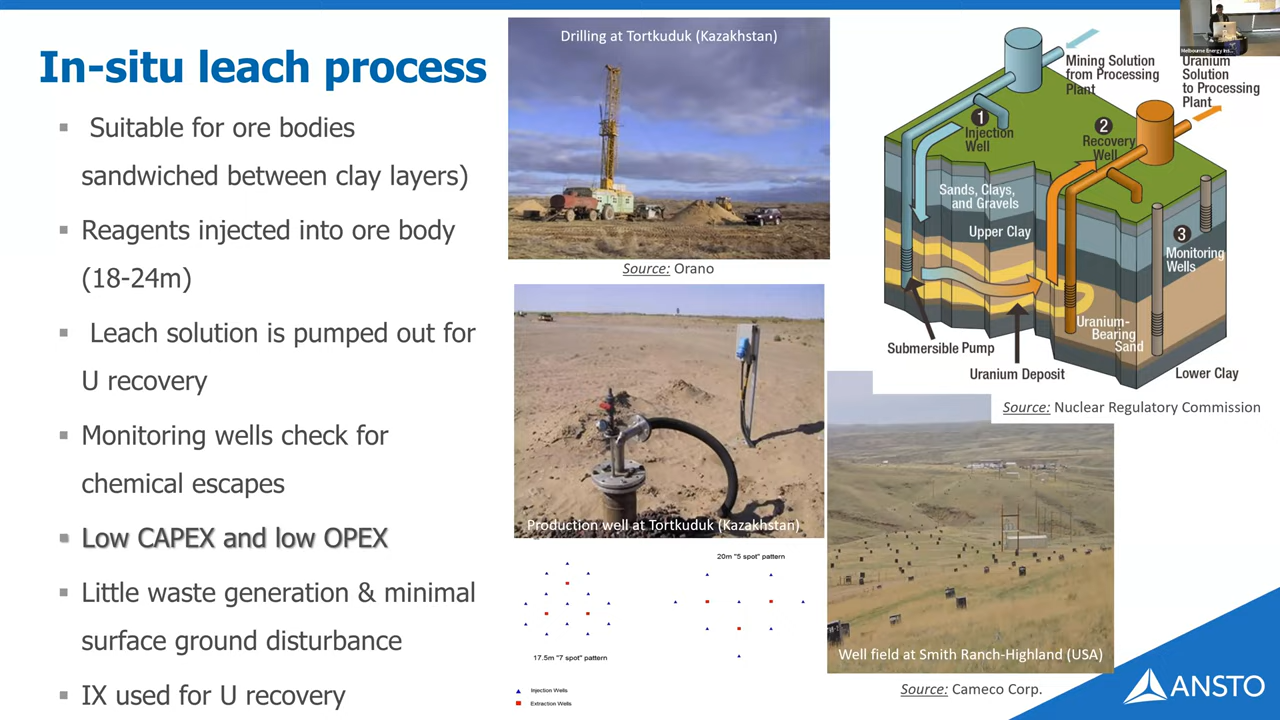 In-situ leach process
Suitable for ore bodies
sandwiched between clay layers)
Reagents injected into ore body
(18-24m)
Leach solution is pumped out for
U recovery
Monitoring wells check for
chemical escapes
Low CAPEX and low OPEX
Little waste generation & minimal
surface ground disturbance
IX used for U recovery
Drilling at Tortkuduk (Kazakhstan)
Source: Orano
Production well at Tortkuduk (Kazakhstan)
20m "5 spot" pattern
17.5m "7 spot" pattern
Injection Wells
Extraction Wells
Melbourne Energy Ins...
Mining Solution
from Processing
Plant
Uranium
Solution
to Processing
Plant
1
Injection
Well
2
Recovery
Well
Sands, Clays,
and Gravels
Upper Clay
3
Monitoring
Wells
Uranium-
Bearing
Sand
Submersible Pump
Uranium Deposit
Lower Clay
Source: Nuclear Regulatory Commission
Well field at Smith Ranch-Highland (USA)
Source: Cameco Corp.
ANSTO